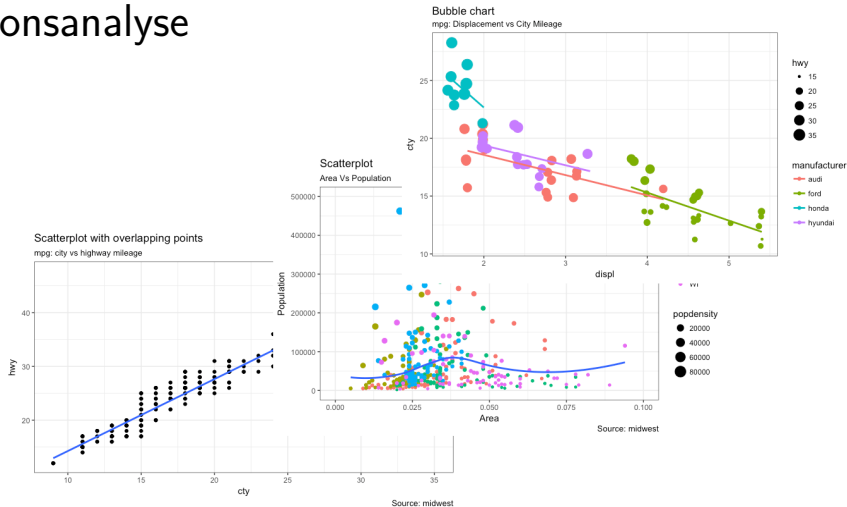 onsanalyse
Bubble chart
mpg: Displacement vs City Mileage
25
20
15
10
cty
2 3 4 5
displ
hwy
15
20
25
30
35
manufacturer
audi
ford
honda
hyundai
Scatterplot
Area Vs Population
500000
400000
300000
200000
100000
0
Population
0.000 0.025 0.050 0.075 0.100
Area
Source: midwest
WI
popdensity
20000
40000
60000
80000
Scatterplot with overlapping points
mpg: city vs highway mileage
40
30
20
hwy
10 15 20 25 30 35
cty
Source: midwest